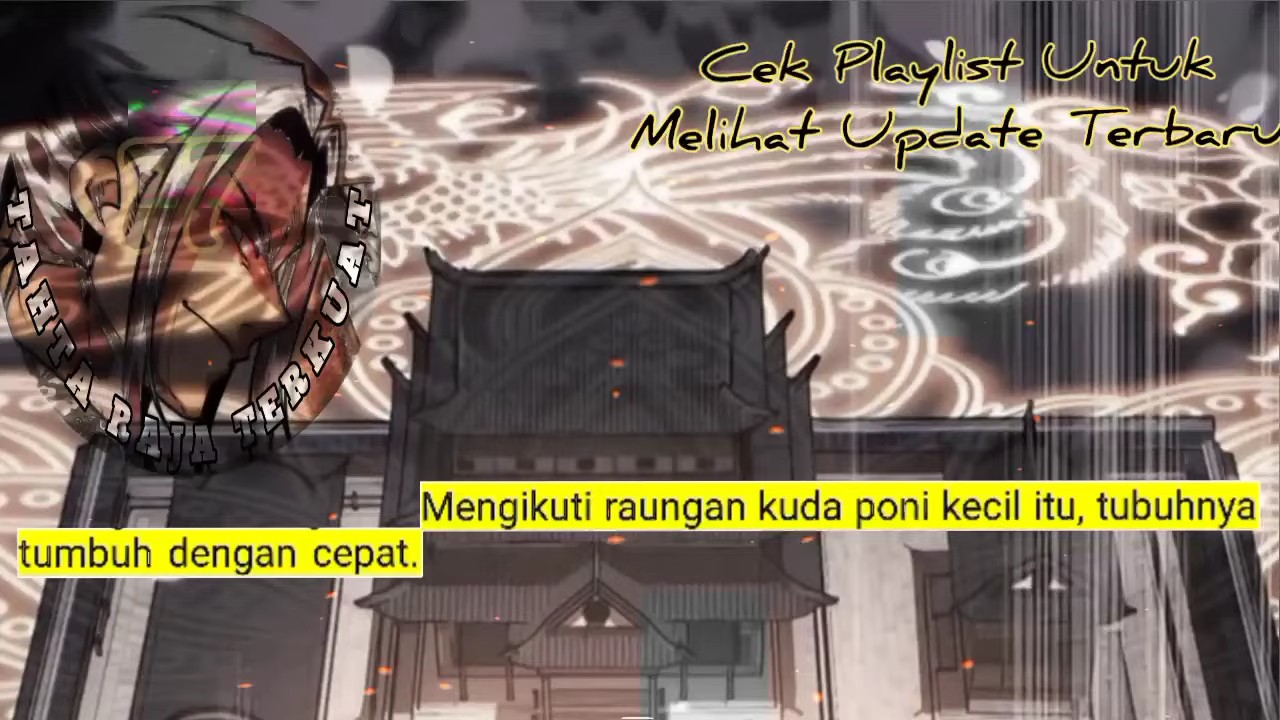 Cek Playlist Untuk
Melihat Update Terbaru
TAHTA RAJA TERKUAT
Mengikuti raungan kuda poni kecil itu, tubuhnya
tumbuh dengan cepat.